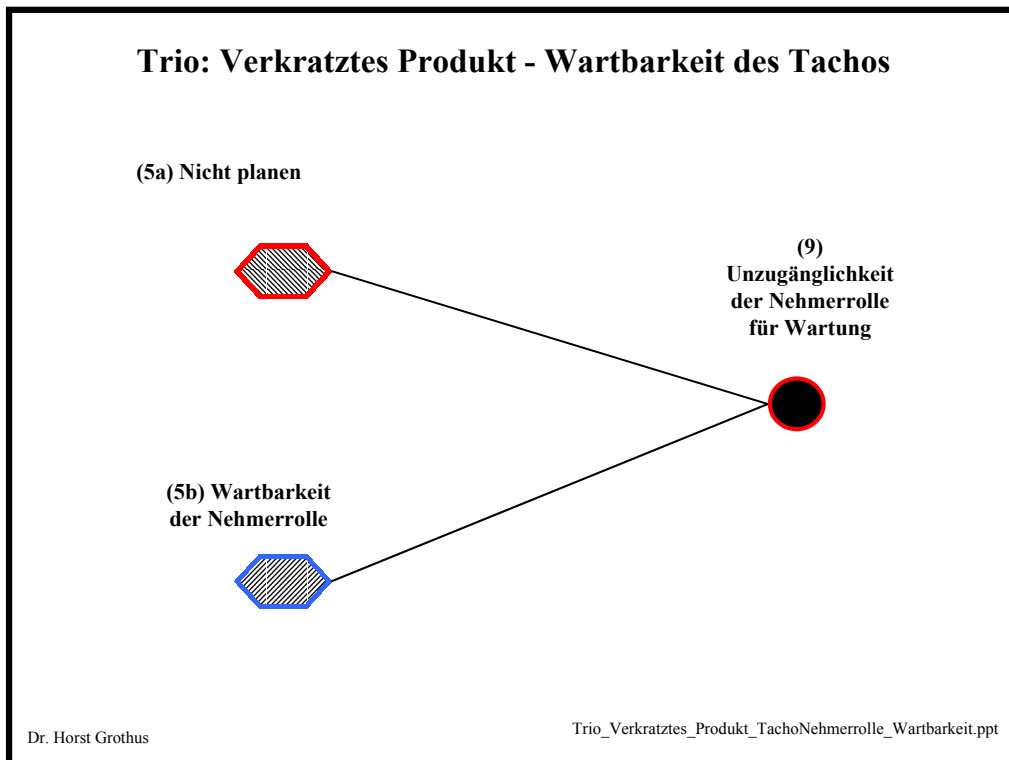 Trio: Verkratztes Produkt - Wartbarkeit des Tachos
(5a) Nicht planen
(9)
Unzugänglichkeit
der Nehmerrolle
für Wartung
(5b) Wartbarkeit
der Nehmerrolle
Dr. Horst Grothus
Trio_Verkratztes_Produkt_TachoNehmerrolle_Wartbarkeit.ppt